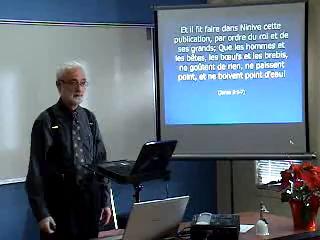 Et il fit faire dans Ninive cette
publication, par ordre du roi et de
ses grands; Que les hommes et
les bêtes, les bœufs et les brebis,
ne goûtent de rien, ne paissent
point, et ne boivent point d'eau!